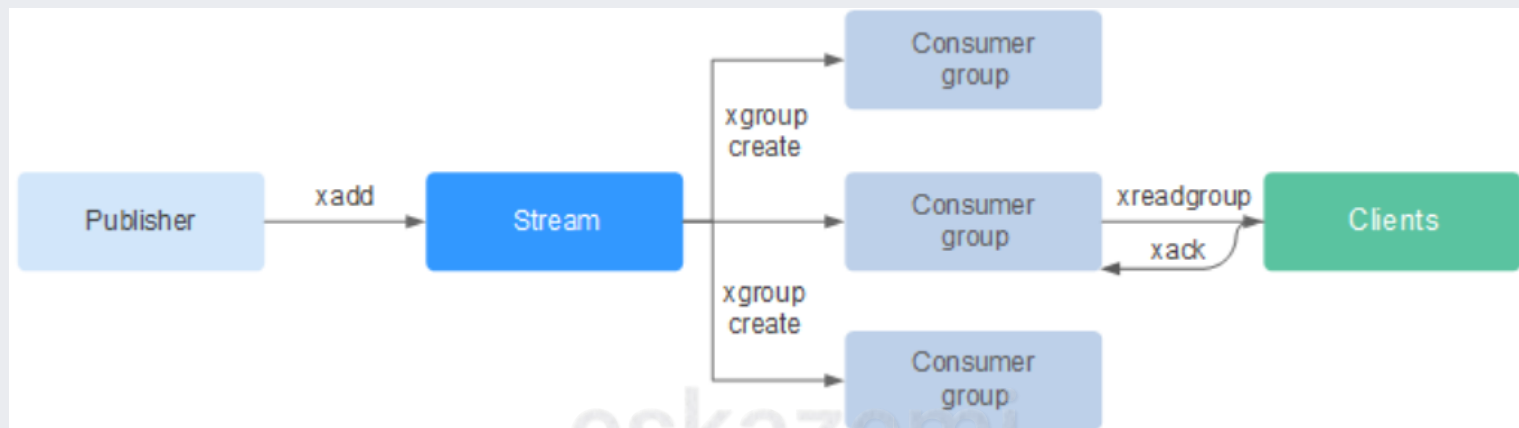 Consumer
group
xgroup
create
Publisher
xadd
Stream
Consumer
group
xreadgroup
xack
Clients
xgroup
create
Consumer
group